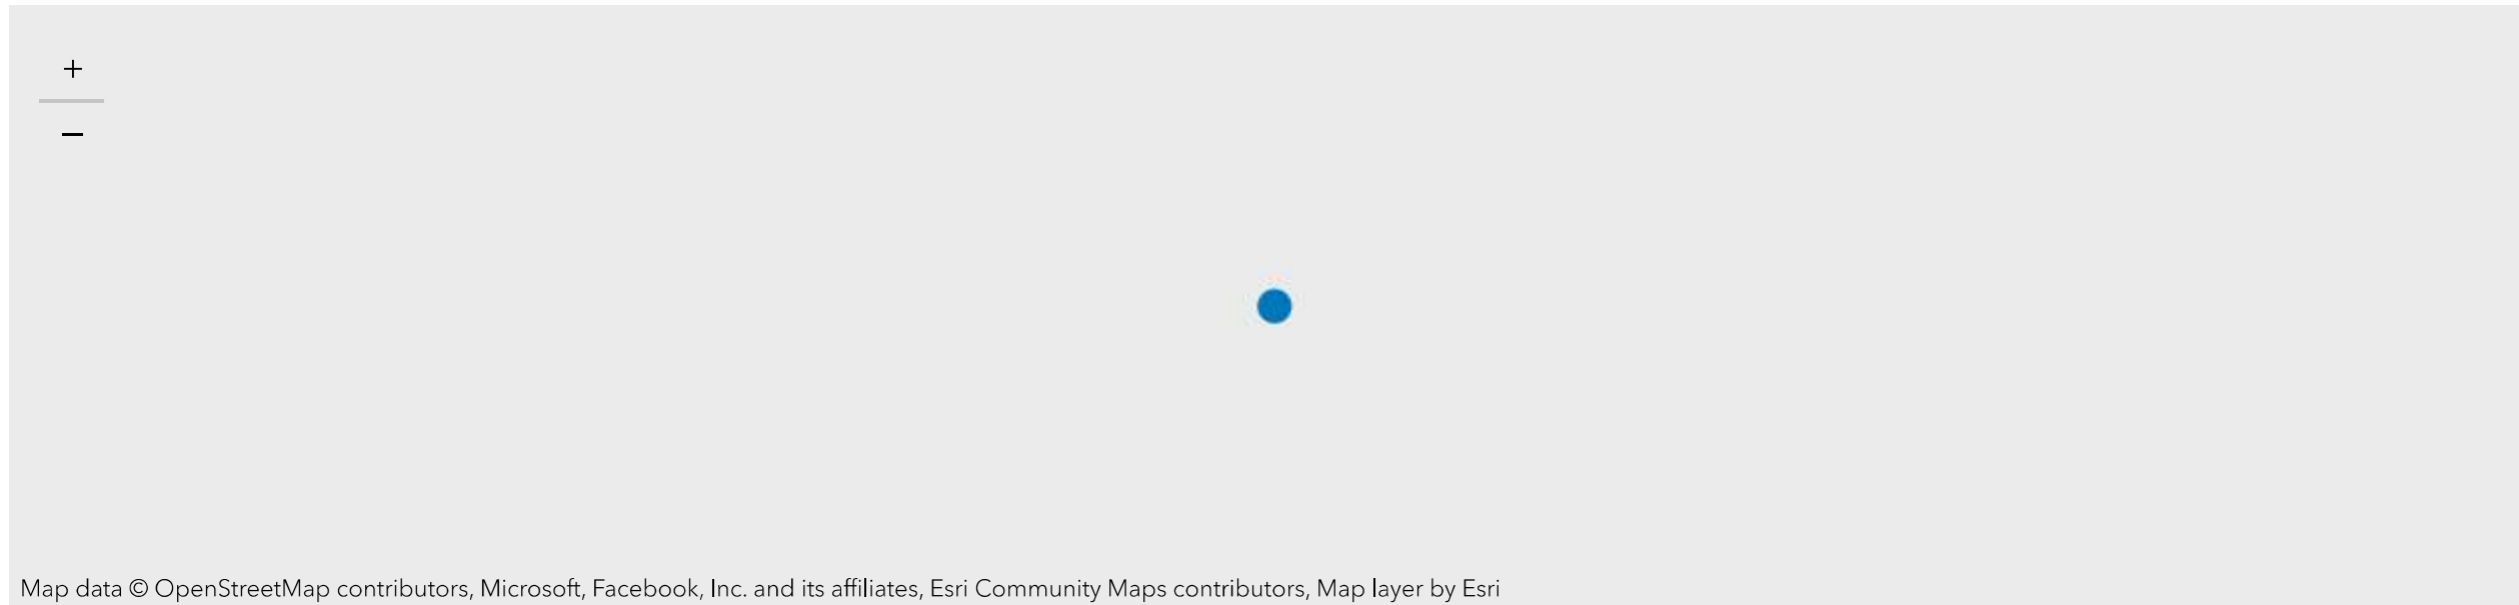 +
−
Map data © OpenStreetMap contributors, Microsoft, Facebook, Inc. and its affiliates, Esri Community Maps contributors, Map layer by Esri